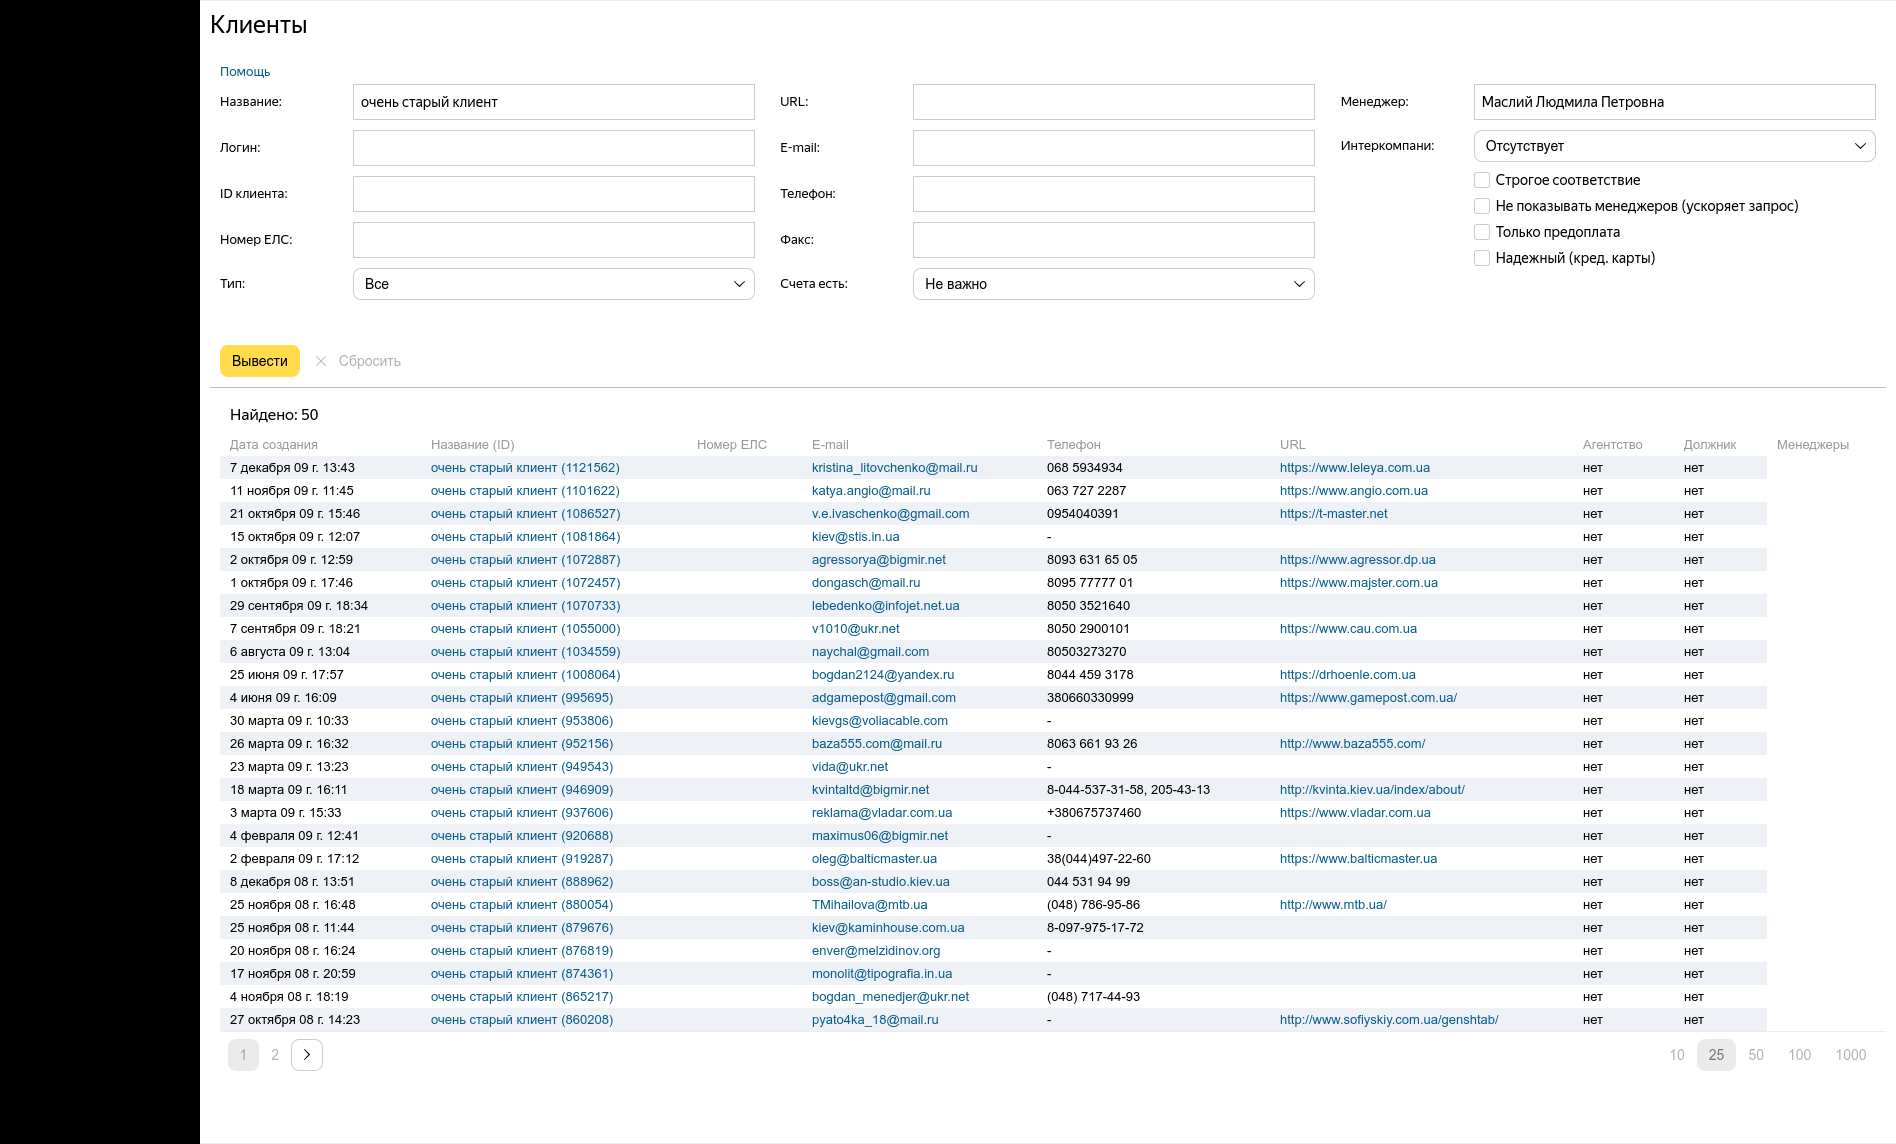 Клиенты
Помощь
Название: очень старый клиент URL: Менеджер: Маслий Людмила Петровна
Логин: E-mail: Интеркомпани: Отсутствует
Строгое соответствие
ID клиента: Телефон:
Не показывать менеджеров (ускоряет запрос)
Только предоплата
Номер ЕЛС: Факс:
Надежный (кред. карты)
Тип: Все Счета есть: Не важно
Вывести Сбросить
Найдено: 50
Дата создания Название (ID) Номер ЕЛС E-mail Телефон URL Агентство Должник Менеджеры
7 декабря 09 г. 13:43 очень старый клиент (1121562) kristina_litovchenko@mail.ru 068 5934934 https://www.leleya.com.ua нет нет
11 ноября 09 г. 11:45 очень старый клиент (1101622) katya.angio@mail.ru 063 727 2287 https://www.angio.com.ua нет нет
21 октября 09 г. 15:46 очень старый клиент (1086527) v.e.ivaschenko@gmail.com 0954040391 https://t-master.net нет нет
15 октября 09 г. 12:07 очень старый клиент (1081864) kiev@stis.in.ua - нет нет
2 октября 09 г. 12:59 очень старый клиент (1072887) agressorya@bigmir.net 8093 631 65 05 https://www.agressor.dp.ua нет нет
1 октября 09 г. 17:46 очень старый клиент (1072457) dongasch@mail.ru 8095 77777 01 https://www.majster.com.ua нет нет
29 сентября 09 г. 18:34 очень старый клиент (1070733) lebedenko@infojet.net.ua 8050 3521640 нет нет
7 сентября 09 г. 18:21 очень старый клиент (1055000) v1010@ukr.net 8050 2900101 https://www.cau.com.ua нет нет
6 августа 09 г. 13:04 очень старый клиент (1034559) naychal@gmail.com 80503273270 нет нет
25 июня 09 г. 17:57 очень старый клиент (1008064) bogdan2124@yandex.ru 8044 459 3178 https://drhoenle.com.ua нет нет
4 июня 09 г. 16:09 очень старый клиент (995695) adgamepost@gmail.com 380660330999 https://www.gamepost.com.ua/ нет нет
30 марта 09 г. 10:33 очень старый клиент (953806) kievgs@voliacable.com - нет нет
26 марта 09 г. 16:32 очень старый клиент (952156) baza555.com@mail.ru 8063 661 93 26 http://www.baza555.com/ нет нет
23 марта 09 г. 13:23 очень старый клиент (949543) vida@ukr.net - нет нет
18 марта 09 г. 16:11 очень старый клиент (946909) kvintaltd@bigmir.net 8-044-537-31-58, 205-43-13 http://kvinta.kiev.ua/index/about/ нет нет
3 марта 09 г. 15:33 очень старый клиент (937606) reklama@vladar.com.ua +380675737460 https://www.vladar.com.ua нет нет
4 февраля 09 г. 12:41 очень старый клиент (920688) maximus06@bigmir.net - нет нет
2 февраля 09 г. 17:12 очень старый клиент (919287) oleg@balticmaster.ua 38(044)497-22-60 https://www.balticmaster.ua нет нет
8 декабря 08 г. 13:51 очень старый клиент (888962) boss@an-studio.kiev.ua 044 531 94 99 нет нет
25 ноября 08 г. 16:48 очень старый клиент (880054) TMihailova@mtb.ua (048) 786-95-86 http://www.mtb.ua/ нет нет
25 ноября 08 г. 11:44 очень старый клиент (879676) kiev@kaminhouse.com.ua 8-097-975-17-72 нет нет
20 ноября 08 г. 16:24 очень старый клиент (876819) enver@melzidinov.org - нет нет
17 ноября 08 г. 20:59 очень старый клиент (874361) monolit@tipografia.in.ua - нет нет
4 ноября 08 г. 18:19 очень старый клиент (865217) bogdan_menedjer@ukr.net (048) 717-44-93 нет нет
27 октября 08 г. 14:23 очень старый клиент (860208) pyato4ka_18@mail.ru - http://www.sofiyskiy.com.ua/genshtab/ нет нет
1 2 10 25 50 100 1000